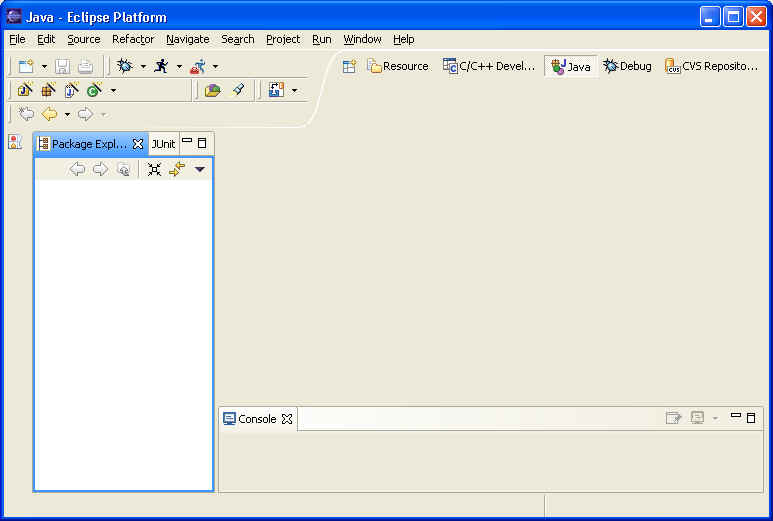 Java - Eclipse Platform
File Edit Source Refactor Navigate Search Project Run Window Help
Resource C/C++ Devel... Java Debug CVS Reposito...
Package Expl... JUnit
Console